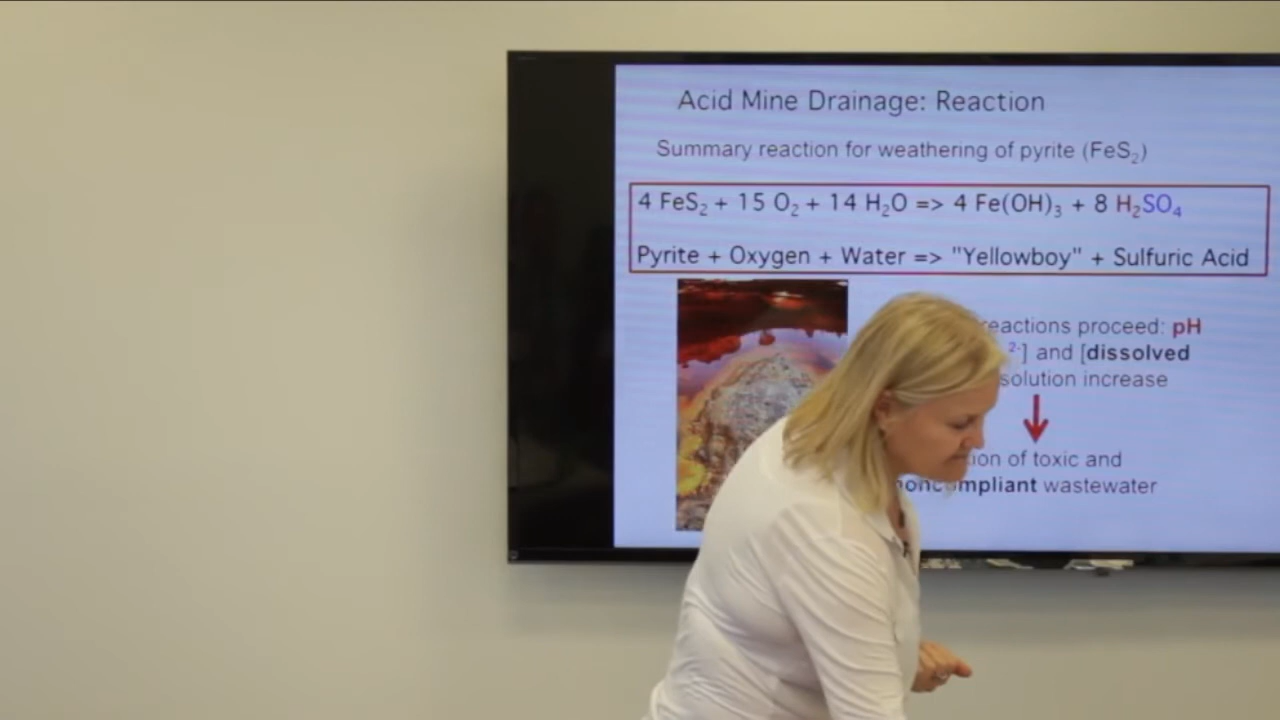 Acid Mine Drainage: Reaction
Summary reaction for weathering of pyrite (FeS₂)
4 FeS₂ + 15 O₂ + 14 H₂O => 4 Fe(OH)₃ + 8 H₂SO₄
Pyrite + Oxygen + Water => "Yellowboy" + Sulfuric Acid
reactions proceed: pH
²⁻] and [dissolved
solution increase
of toxic and
noncompliant wastewater